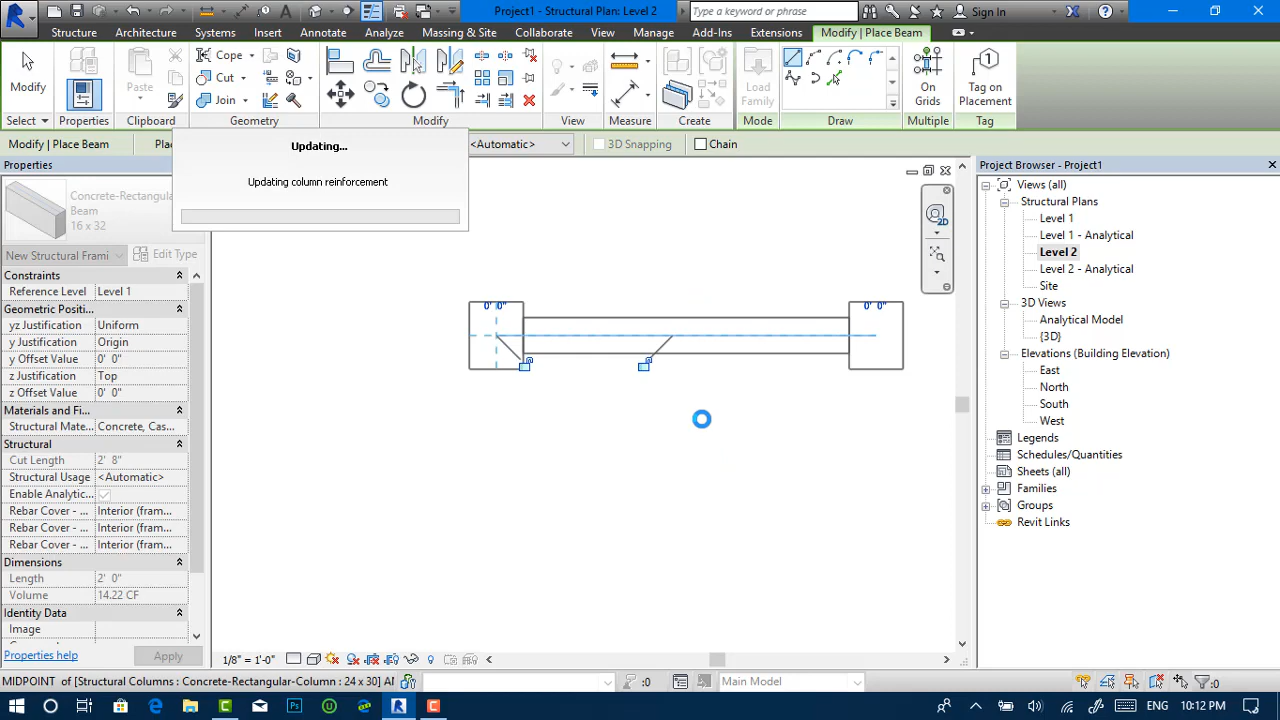 Project1 - Structural Plan: Level 2
Type a keyword or phrase
Sign In
Structure
Architecture
Systems
Insert
Annotate
Analyze
Massing & Site
Collaborate
View
Manage
Add-Ins
Extensions
Modify | Place Beam
Modify
Paste
Cope
Cut
Join
Load
Family
On
Grids
Tag on
Placement
1
Select
Properties
Clipboard
Geometry
Modify
View
Measure
Create
Mode
Draw
Multiple
Tag
Modify | Place Beam
Plac
<Automatic>
3D Snapping
Chain
Updating...
Updating column reinforcement
Properties
Concrete-Rectangular
Beam
16 x 32
New Structural Frami
Edit Type
Constraints
Reference Level Level 1
Geometric Positi...
yz Justification Uniform
y Justification Origin
y Offset Value 0' 0"
z Justification Top
z Offset Value 0' 0"
Materials and Fi...
Structural Mate... Concrete, Cas...
Structural
Cut Length 2' 8"
Structural Usage <Automatic>
Enable Analytic...
Rebar Cover - ... Interior (fram...
Rebar Cover - ... Interior (fram...
Rebar Cover - ... Interior (fram...
Dimensions
Length 2' 0"
Volume 14.22 CF
Identity Data
Image
Properties help
Apply
0' 0"
0' 0"
2D
Project Browser - Project1
Views (all)
Structural Plans
Level 1
Level 1 - Analytical
Level 2
Level 2 - Analytical
Site
3D Views
Analytical Model
{3D}
Elevations (Building Elevation)
East
North
South
West
Legends
Schedules/Quantities
Sheets (all)
Families
Groups
Revit Links
1/8" = 1'-0"
MIDPOINT of [Structural Columns : Concrete-Rectangular-Column : 24 x 30] Al
:0
Main Model
:0
ENG
10:12 PM